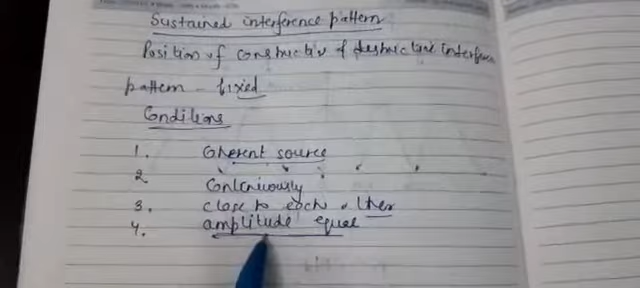 Sustained interference pattern
Position of constructiv & destructive interference
pattern - fixed
Conditions
1. Coherent source
2 Continuously
3. close to each other
4. amplitude equal